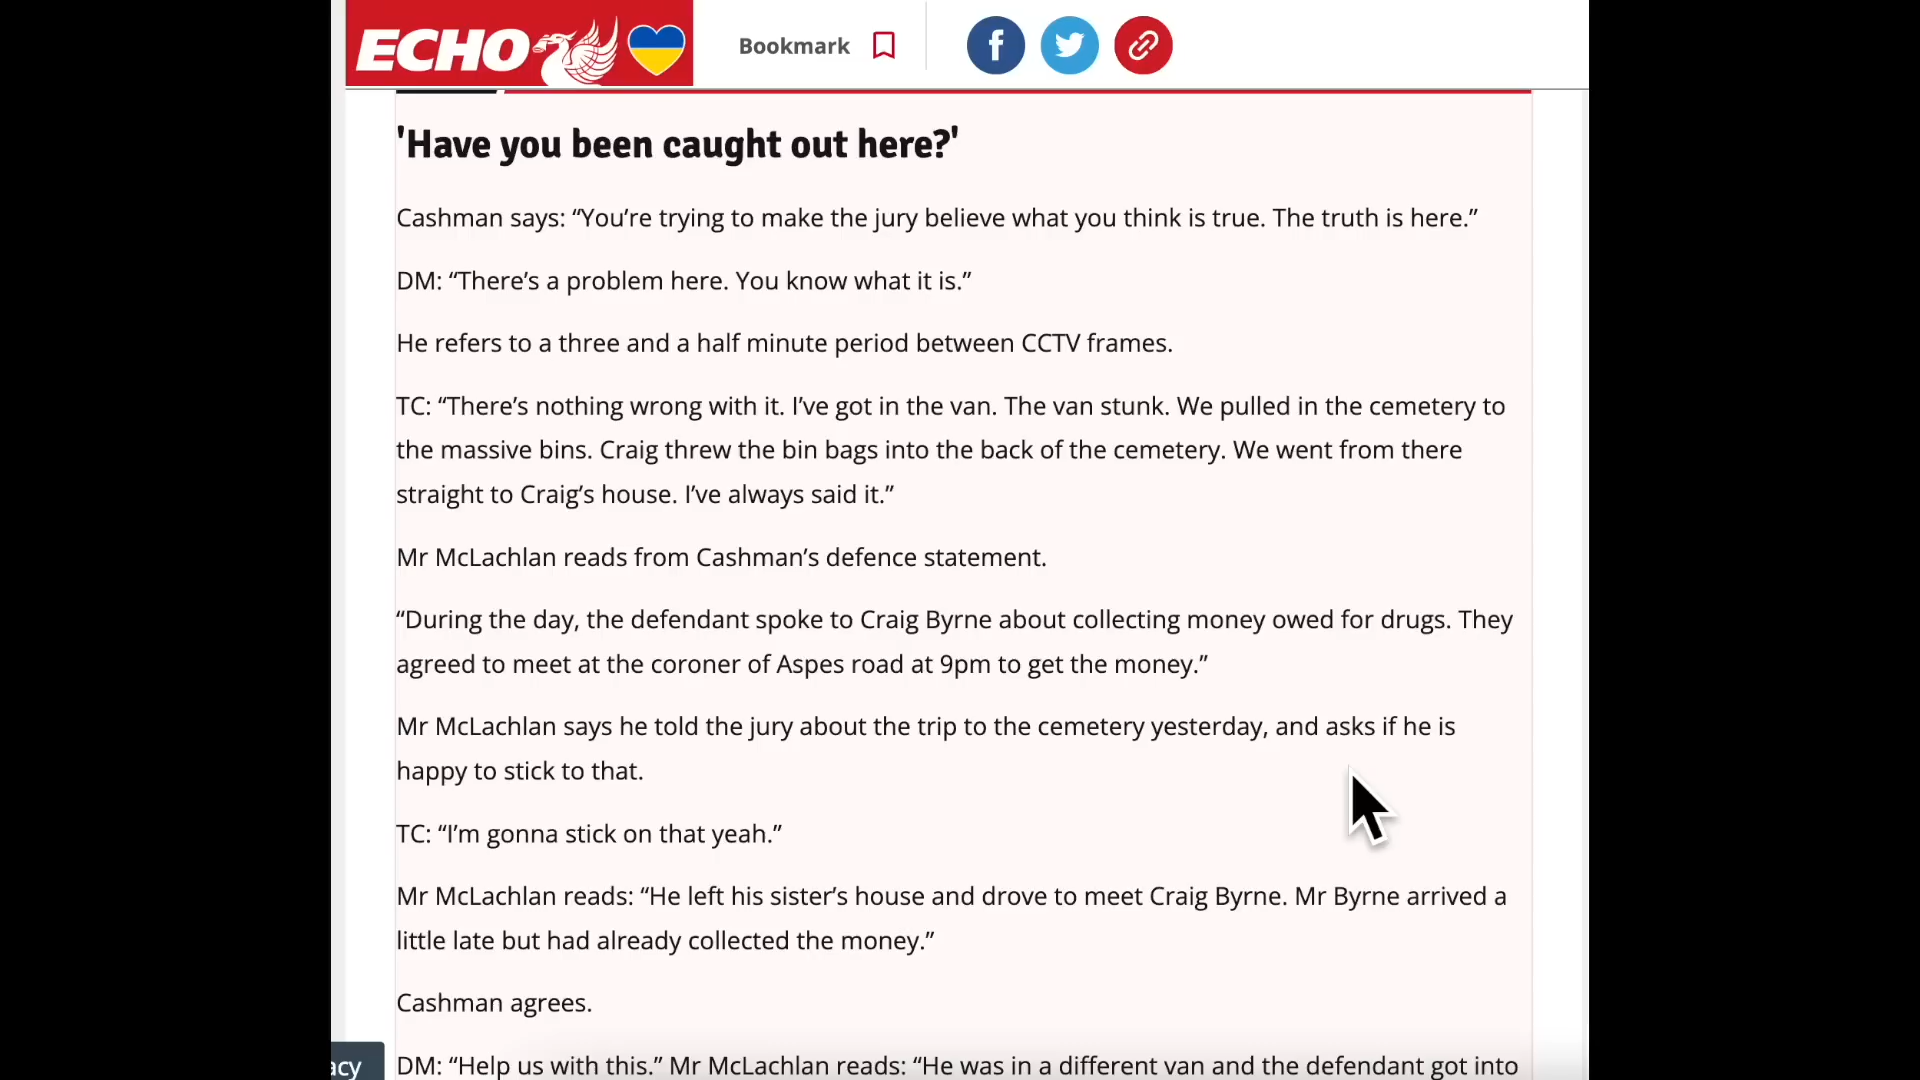 ECHO
Bookmark
'Have you been caught out here?'
Cashman says: “You’re trying to make the jury believe what you think is true. The truth is here.”
DM: “There’s a problem here. You know what it is.”
He refers to a three and a half minute period between CCTV frames.
TC: “There’s nothing wrong with it. I’ve got in the van. The van stunk. We pulled in the cemetery to
the massive bins. Craig threw the bin bags into the back of the cemetery. We went from there
straight to Craig’s house. I’ve always said it.”
Mr McLachlan reads from Cashman’s defence statement.
“During the day, the defendant spoke to Craig Byrne about collecting money owed for drugs. They
agreed to meet at the coroner of Aspes road at 9pm to get the money.”
Mr McLachlan says he told the jury about the trip to the cemetery yesterday, and asks if he is
happy to stick to that.
TC: “I’m gonna stick on that yeah.”
Mr McLachlan reads: “He left his sister’s house and drove to meet Craig Byrne. Mr Byrne arrived a
little late but had already collected the money.”
Cashman agrees.
acy
DM: “Help us with this.” Mr McLachlan reads: “He was in a different van and the defendant got into